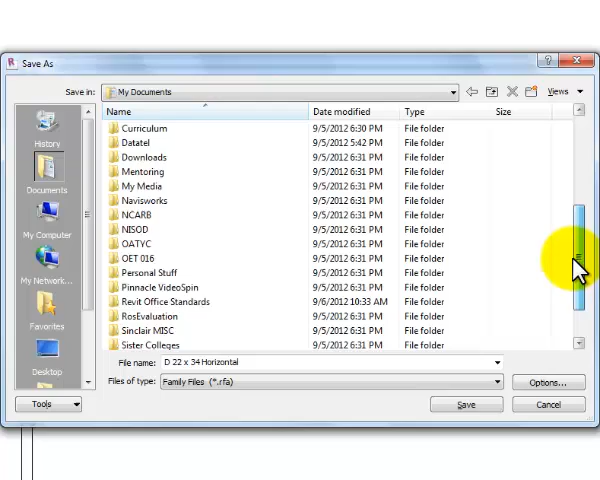 Save As
Save in: My Documents Views
Name Date modified Type Size
Curriculum 9/5/2012 6:30 PM File folder
Datatel 9/5/2012 5:42 PM File folder
Downloads 9/5/2012 6:31 PM File folder
Mentoring 9/5/2012 6:31 PM File folder
My Media 9/5/2012 6:31 PM File folder
Navisworks 9/5/2012 6:31 PM File folder
NCARB 9/5/2012 6:31 PM File folder
NISOD 9/5/2012 6:31 PM File folder
OATYC 9/5/2012 6:31 PM File folder
OET 016 9/5/2012 6:31 PM File folder
Personal Stuff 9/5/2012 6:31 PM File folder
Pinnacle VideoSpin 9/5/2012 6:31 PM File folder
Revit Office Standards 9/6/2012 10:33 AM File folder
RosEvaluation 9/5/2012 6:31 PM File folder
Sinclair MISC 9/5/2012 6:31 PM File folder
Sister Colleges 9/5/2012 6:31 PM File folder
History
Documents
My Computer
My Network...
Favorites
Desktop
File name: D 22 x 34 Horizontal
Files of type: Family Files (*.rfa) Options...
Tools Save Cancel